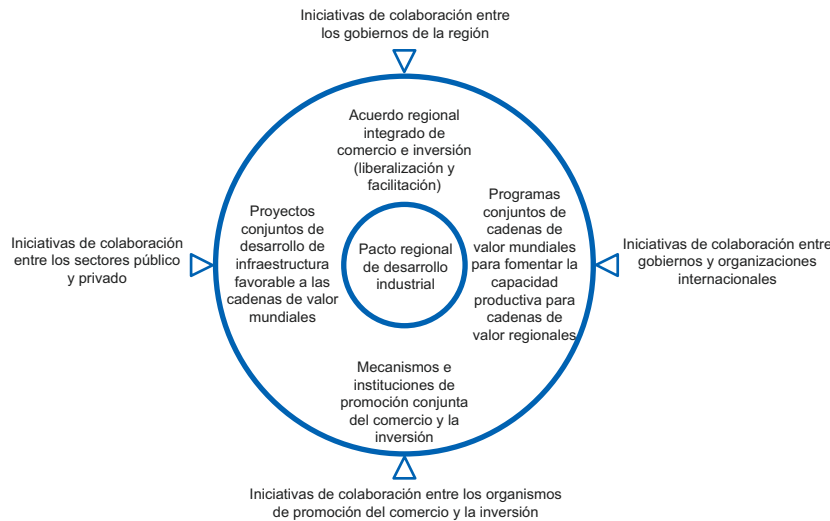 Iniciativas de colaboración entre
los gobiernos de la región
Acuerdo regional
integrado de
comercio e inversión
(liberalización y
facilitación)
Proyectos
conjuntos de
desarrollo de
infraestructura
favorable a las
cadenas de valor
mundiales
Pacto regional
de desarrollo
industrial
Programas
conjuntos de
cadenas de
valor mundiales
para fomentar la
capacidad
productiva para
cadenas de
valor regionales
Iniciativas de colaboración
entre los sectores público
y privado
Iniciativas de colaboración entre
gobiernos y organizaciones
internacionales
Mecanismos e
instituciones de
promoción conjunta
del comercio y la
inversión
Iniciativas de colaboración entre los organismos
de promoción del comercio y la inversión